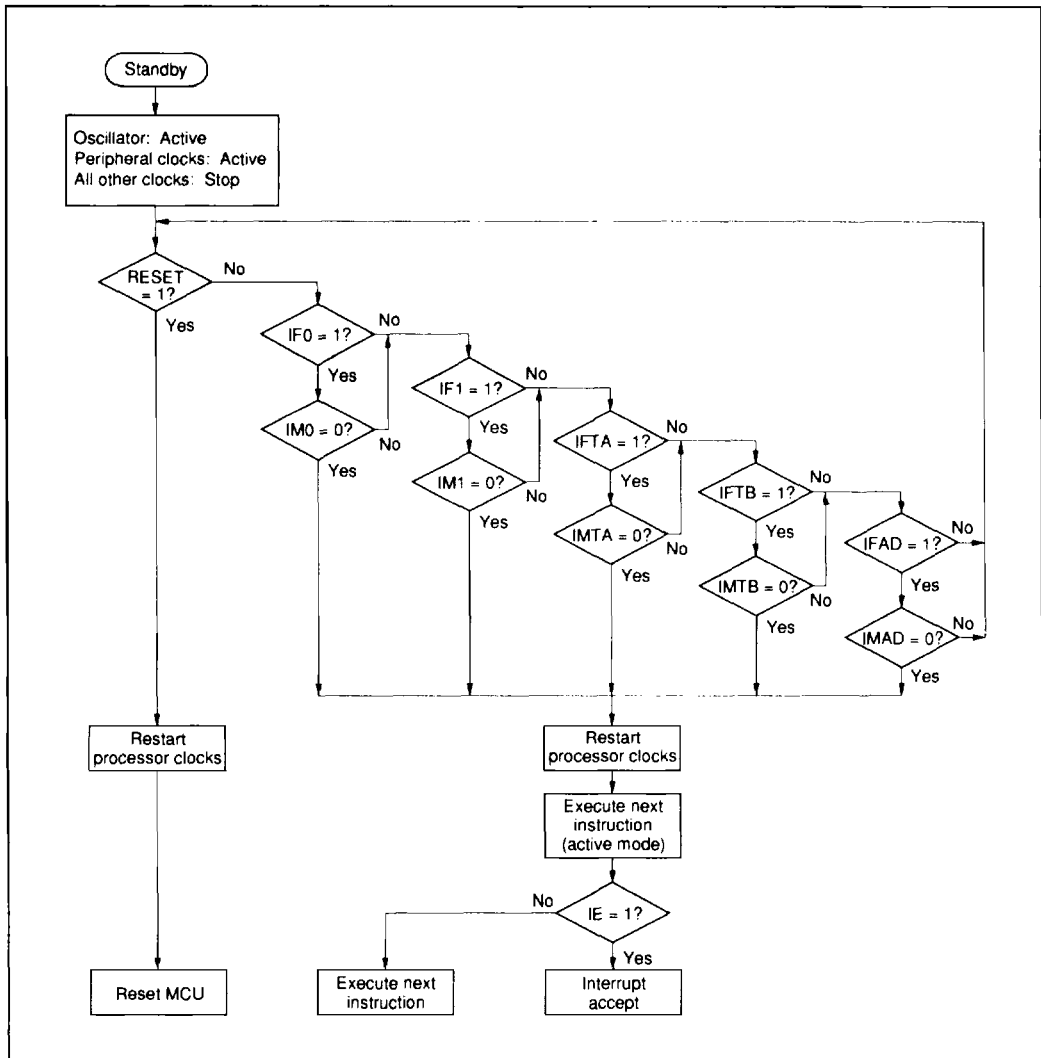 Standby
Oscillator: Active
Peripheral clocks: Active
All other clocks: Stop
RESET
= 1?
No
Yes
IF0 = 1?
No
Yes
IM0 = 0?
No
Yes
IF1 = 1?
No
Yes
IM1 = 0?
No
Yes
IFTA = 1?
No
Yes
IMTA = 0?
No
Yes
IFTB = 1?
No
Yes
IMTB = 0?
No
Yes
IFAD = 1?
No
Yes
IMAD = 0?
No
Yes
Restart
processor clocks
Reset MCU
Restart
processor clocks
Execute next
instruction
(active mode)
IE = 1?
No
Yes
Execute next
instruction
Interrupt
accept